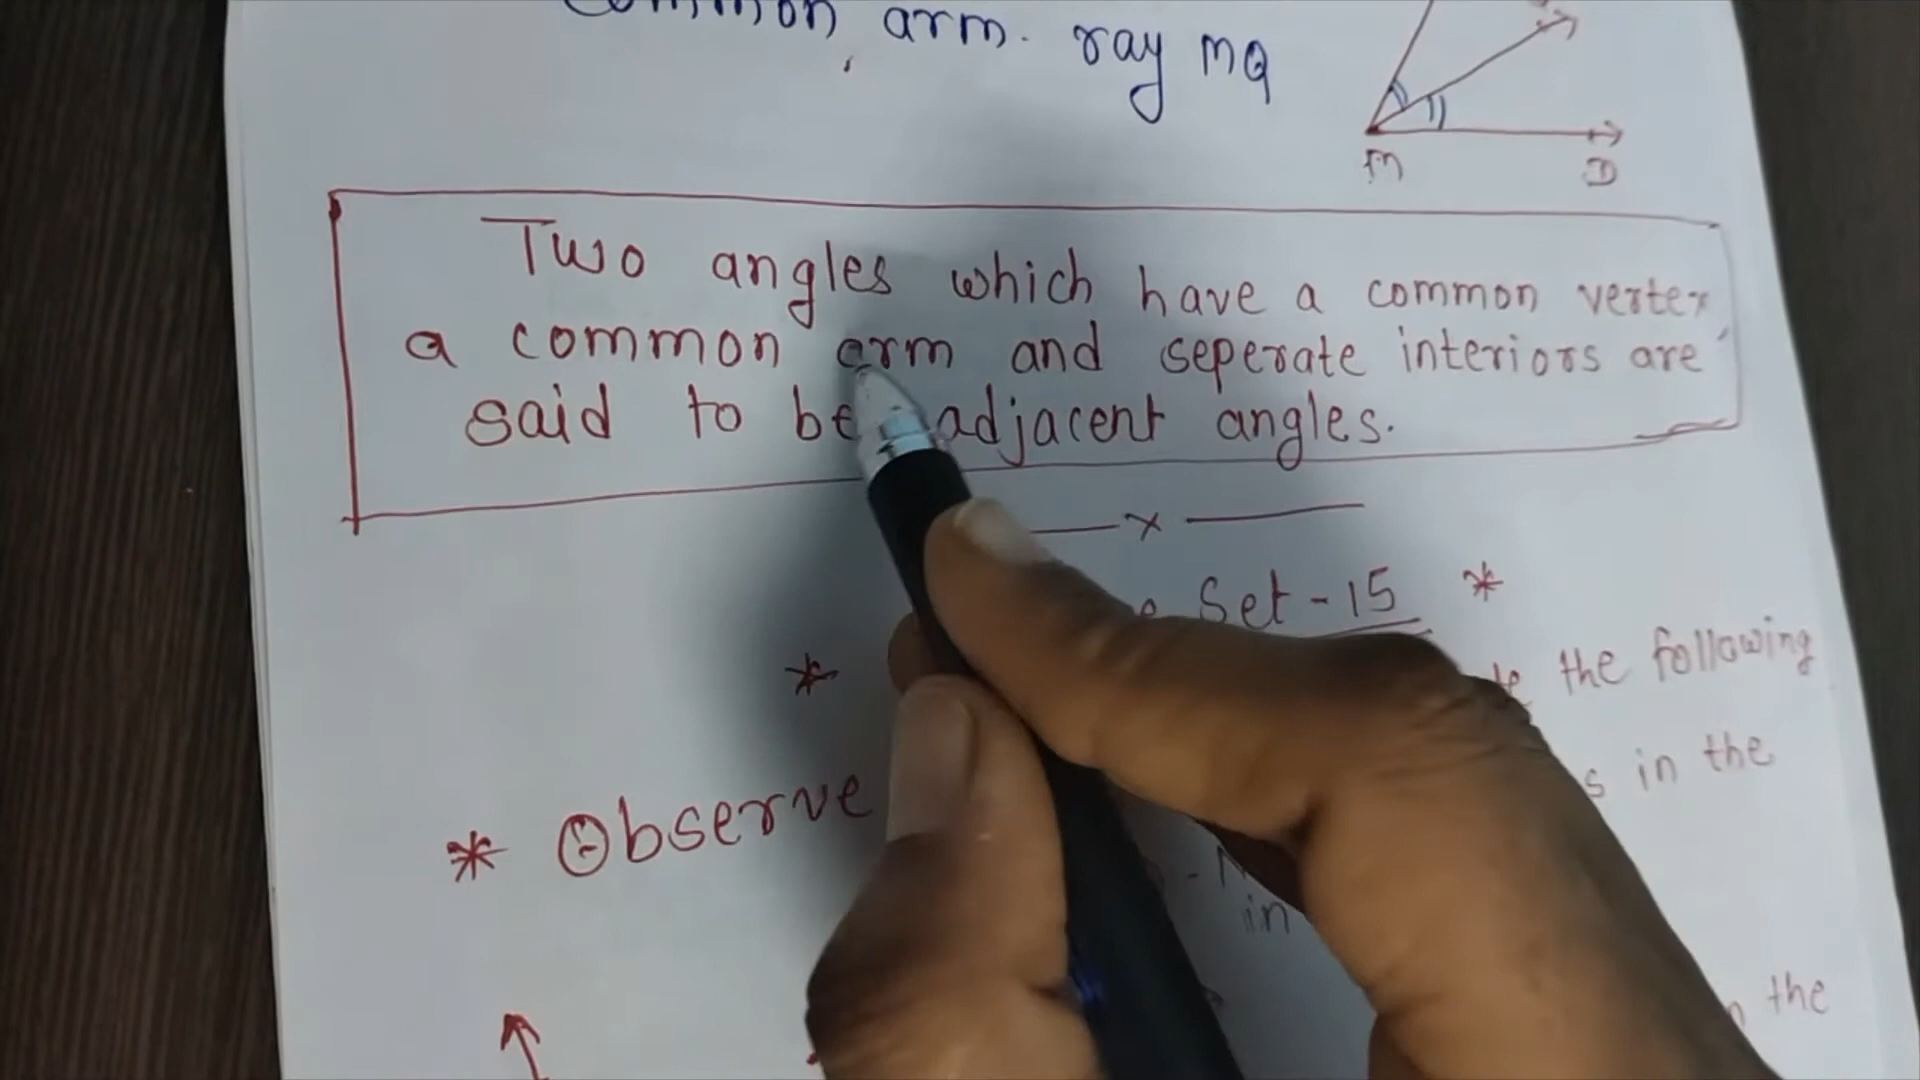 common arm. ray MQ
M D
Two angles which have a common vertex,
a common arm and seperate interiors are
said to be adjacent angles.
x
Set - 15 *
* the following
* Observe s in the
in
the